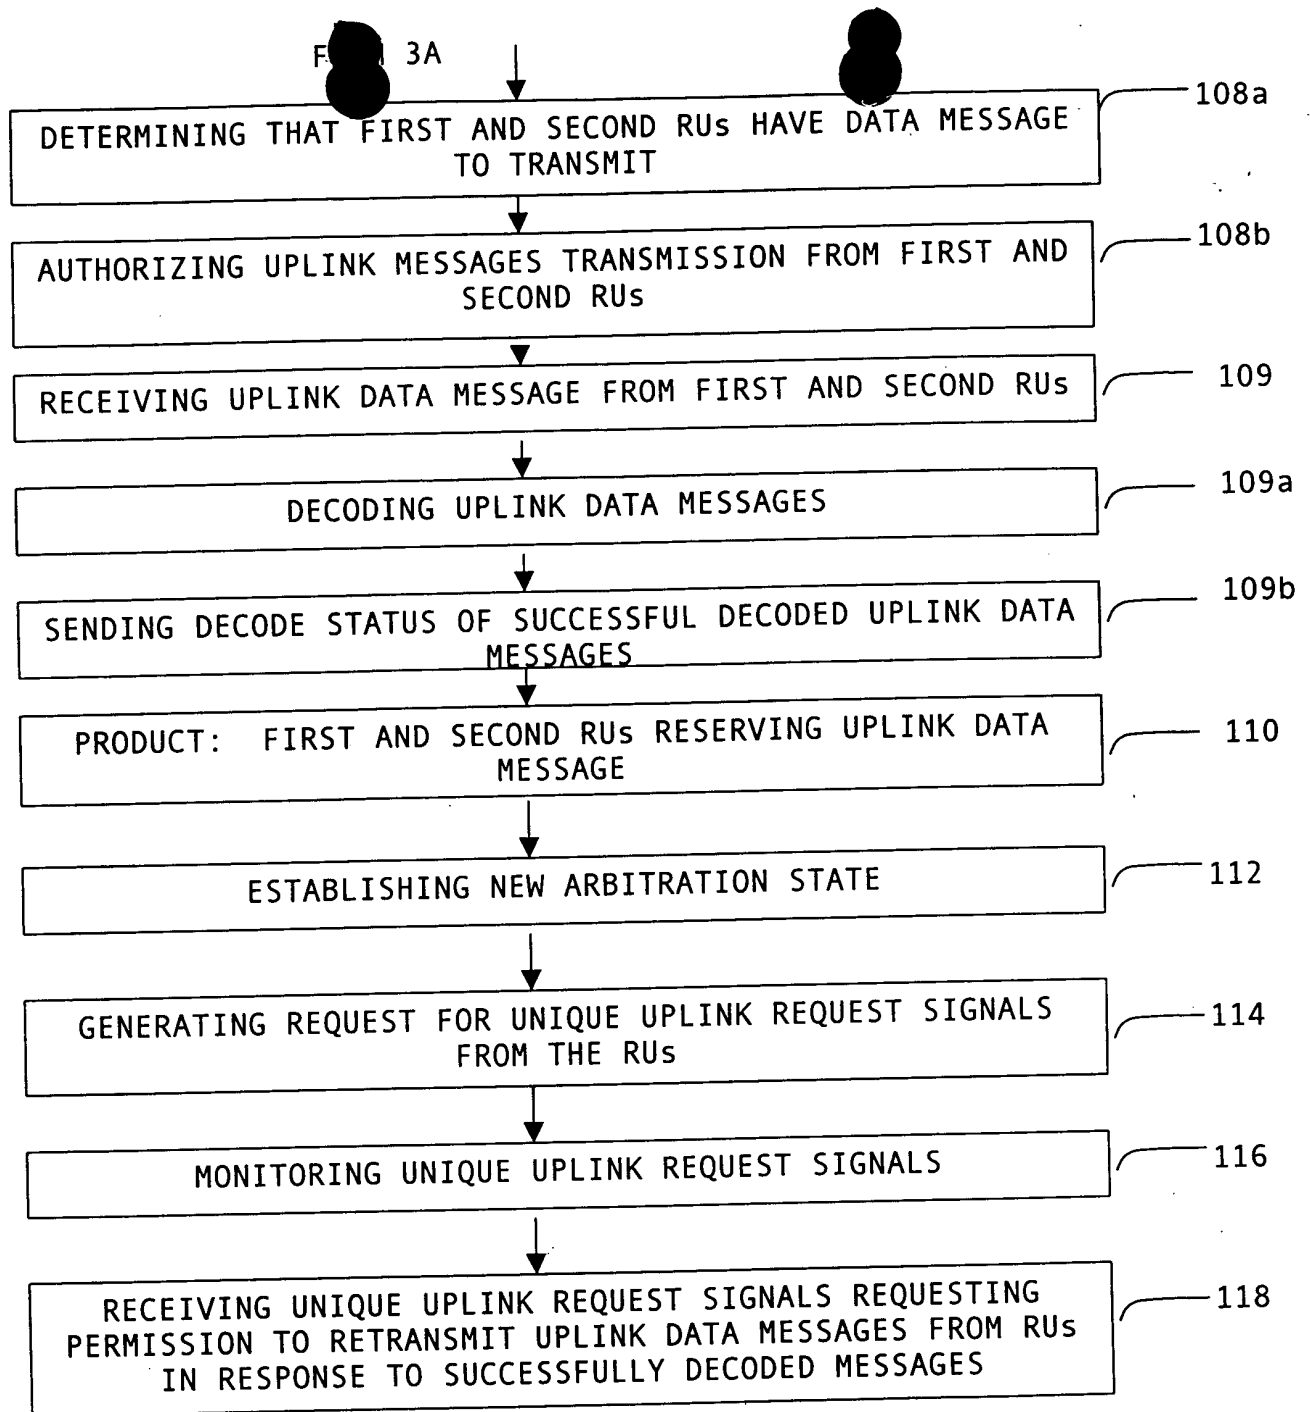 3A
108a
DETERMINING THAT FIRST AND SECOND RUs HAVE DATA MESSAGE
TO TRANSMIT
108b
AUTHORIZING UPLINK MESSAGES TRANSMISSION FROM FIRST AND
SECOND RUs
109
RECEIVING UPLINK DATA MESSAGE FROM FIRST AND SECOND RUs
109a
DECODING UPLINK DATA MESSAGES
109b
SENDING DECODE STATUS OF SUCCESSFUL DECODED UPLINK DATA
MESSAGES
110
PRODUCT: FIRST AND SECOND RUs RESERVING UPLINK DATA
MESSAGE
112
ESTABLISHING NEW ARBITRATION STATE
114
GENERATING REQUEST FOR UNIQUE UPLINK REQUEST SIGNALS
FROM THE RUs
116
MONITORING UNIQUE UPLINK REQUEST SIGNALS
118
RECEIVING UNIQUE UPLINK REQUEST SIGNALS REQUESTING
PERMISSION TO RETRANSMIT UPLINK DATA MESSAGES FROM RUs
IN RESPONSE TO SUCCESSFULLY DECODED MESSAGES